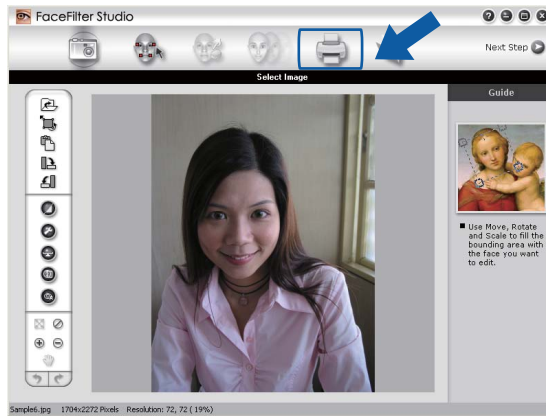 FaceFilter Studio
Next Step
Select Image
Guide
Use Move, Rotate
and Scale to fill the
bounding area with
the face you want
to edit.
Sample6.jpg 1704x2272 Pixels Resolution: 72, 72 ( 19%)